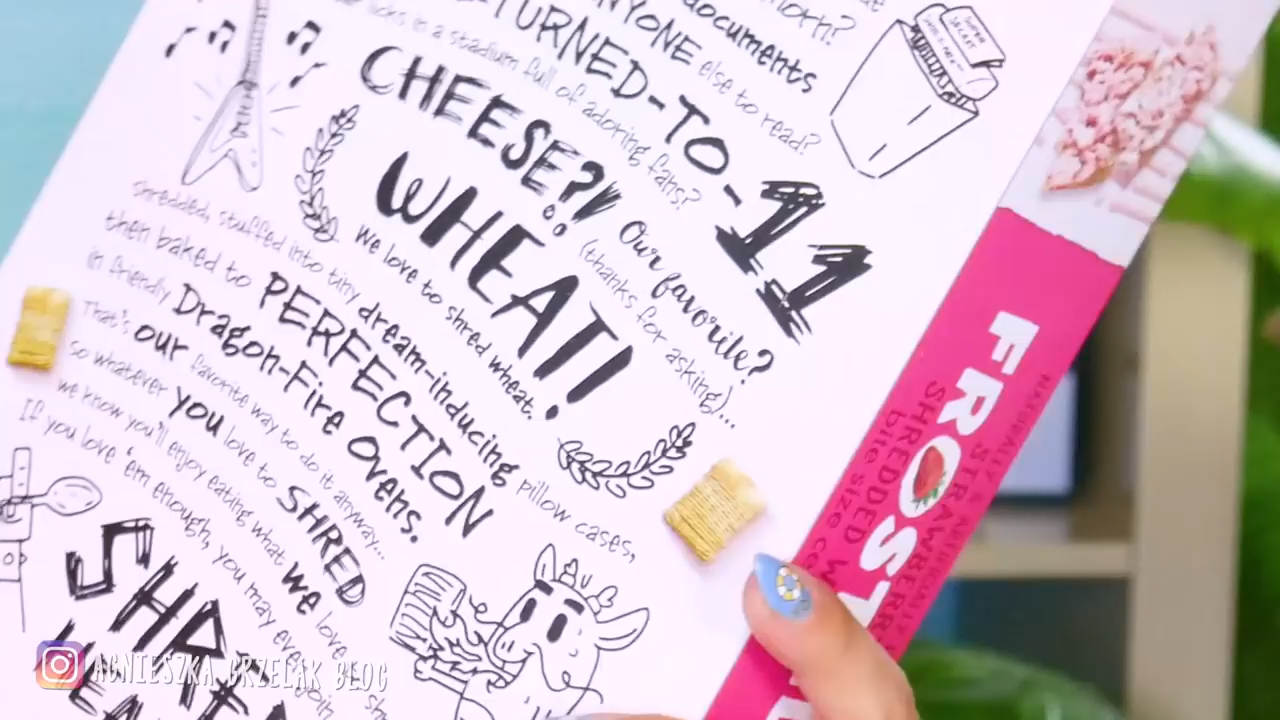 documents
ANYONE else to read?
TURNED-TO-11
in a stadium full of adoring fans?
CHEESE?! Our favorite?
(thanks for asking)...
WHEAT!
We love to shred wheat.
shredded, stuffed into tiny dream-inducing pillow cases,
then baked to PERFECTION
in friendly Dragon-Fire Ovens.
That's our favorite way to do it anyway...
so whatever you love to SHRED
we know you'll enjoy eating what we love
If you love 'em enough, you may even join
FROST
STRAWBERR
SHREDDED W
bite size
AGNIESZKA GRZELAK BLOG